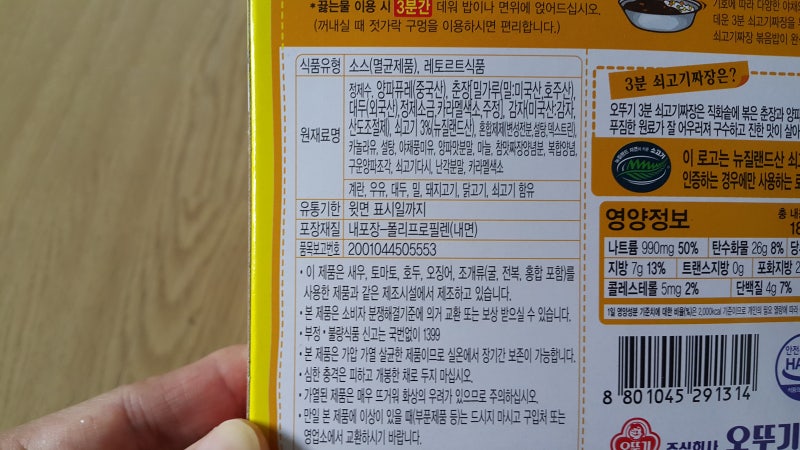 *끓는물 이용 시 3분간 데워 밥이나 면위에 얹어드십시오.
(꺼내실 때 젓가락 구멍을 이용하시면 편리합니다.)
식품유형 소스(멸균제품), 레토르트식품
원재료명
정제수, 양파퓨레(중국산), 춘장[밀가루(밀:미국산,호주산),
대두(외국산),정제소금,카라멜색소,주정], 감자(미국산:감자,
산도조절제), 쇠고기 3%(뉴질랜드산), 혼합제제(변성전분,설탕,덱스트린),
카놀라유, 설탕, 야채풍미유, 양파맛분말, 마늘, 참맛짜장양념분, 복합양념,
구운양파조각, 쇠고기다시, 난각분말, 카라멜색소
계란, 우유, 대두, 밀, 돼지고기, 닭고기, 쇠고기 함유
유통기한 윗면 표시일까지
포장재질 내포장-폴리프로필렌(내면)
품목보고번호 2001044505553
• 이 제품은 새우, 토마토, 호두, 오징어, 조개류(굴, 전복, 홍합 포함)를
사용한 제품과 같은 제조시설에서 제조하고 있습니다.
• 본 제품은 소비자 분쟁해결기준에 의거 교환 또는 보상 받으실 수 있습니다.
• 부정 • 불량식품 신고는 국번없이 1399
• 본 제품은 가압 가열 살균한 제품이므로 실온에서 장기간 보존이 가능합니다.
• 심한 충격은 피하고 개봉한 채로 두지 마십시오.
• 가열된 제품은 매우 뜨거워 화상의 우려가 있으므로 주의하십시오.
• 만일 본 제품에 이상이 있을 때(부푼제품 등)는 드시지 마시고 구입처 또는
영업소에서 교환하시기 바랍니다.
기호에 따라 다양한 야채
데운 3분 쇠고기짜장을
쇠고기짜장 볶음밥이 완
3분 쇠고기짜장은?
오뚜기 3분 쇠고기짜장은 직화솥에 볶은 춘장과 양파
푸짐한 원료가 잘 어우러져 구수하고 진한 맛이 살아
쇠고기
이 로고는 뉴질랜드산 쇠
인증하는 경우에만 사용하는 로
영양정보 총 내
18
나트륨 990mg 50% 탄수화물 26g 8% 당
지방 7g 13% 트랜스지방 0g 포화지방 2
콜레스테롤 5mg 2% 단백질 4g 7%
1일 영양성분 기준치에 대한 비율(%)은 2,000kcal 기준이므로 개인의 필요 열량에 따라
8 801045 291314
안전
HA
오뚜기 주식회사 오뚜기